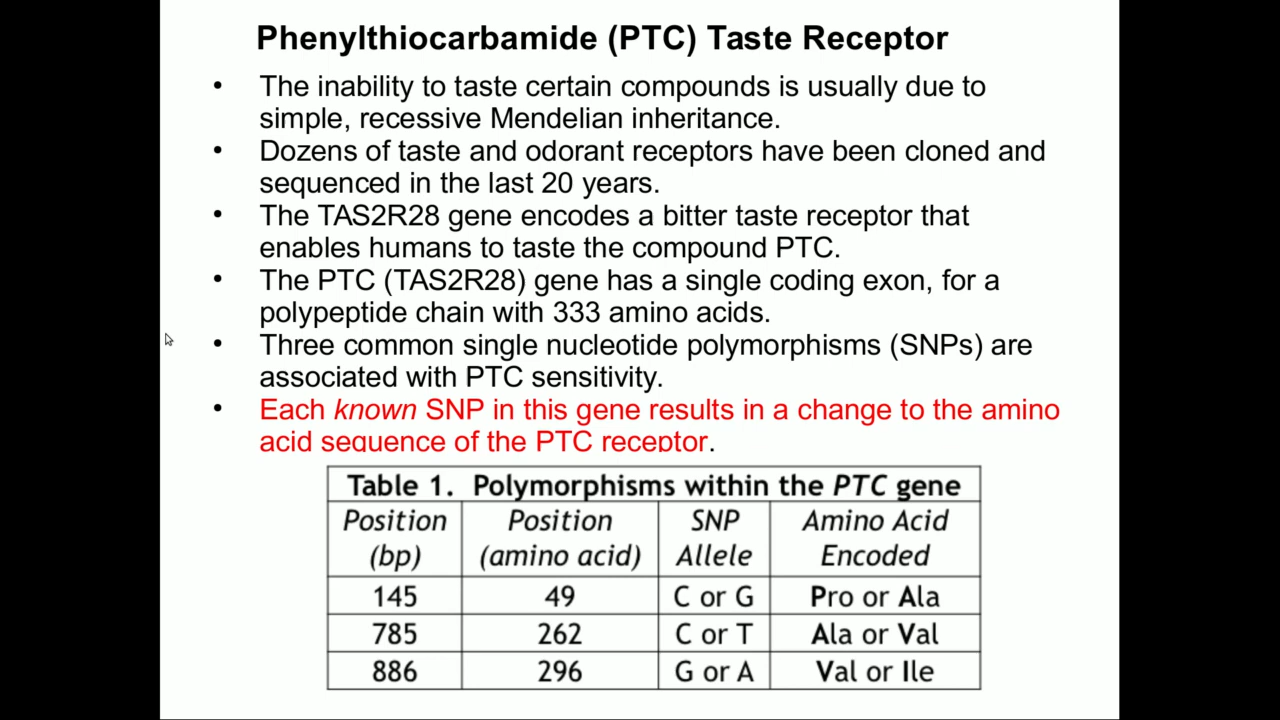 Phenylthiocarbamide (PTC) Taste Receptor
• The inability to taste certain compounds is usually due to
simple, recessive Mendelian inheritance.
• Dozens of taste and odorant receptors have been cloned and
sequenced in the last 20 years.
• The TAS2R28 gene encodes a bitter taste receptor that
enables humans to taste the compound PTC.
• The PTC (TAS2R28) gene has a single coding exon, for a
polypeptide chain with 333 amino acids.
• Three common single nucleotide polymorphisms (SNPs) are
associated with PTC sensitivity.
• Each known SNP in this gene results in a change to the amino
acid sequence of the PTC receptor.
Table 1. Polymorphisms within the PTC gene
Position Position SNP Amino Acid
(bp) (amino acid) Allele Encoded
145 49 C or G Pro or Ala
785 262 C or T Ala or Val
886 296 G or A Val or Ile